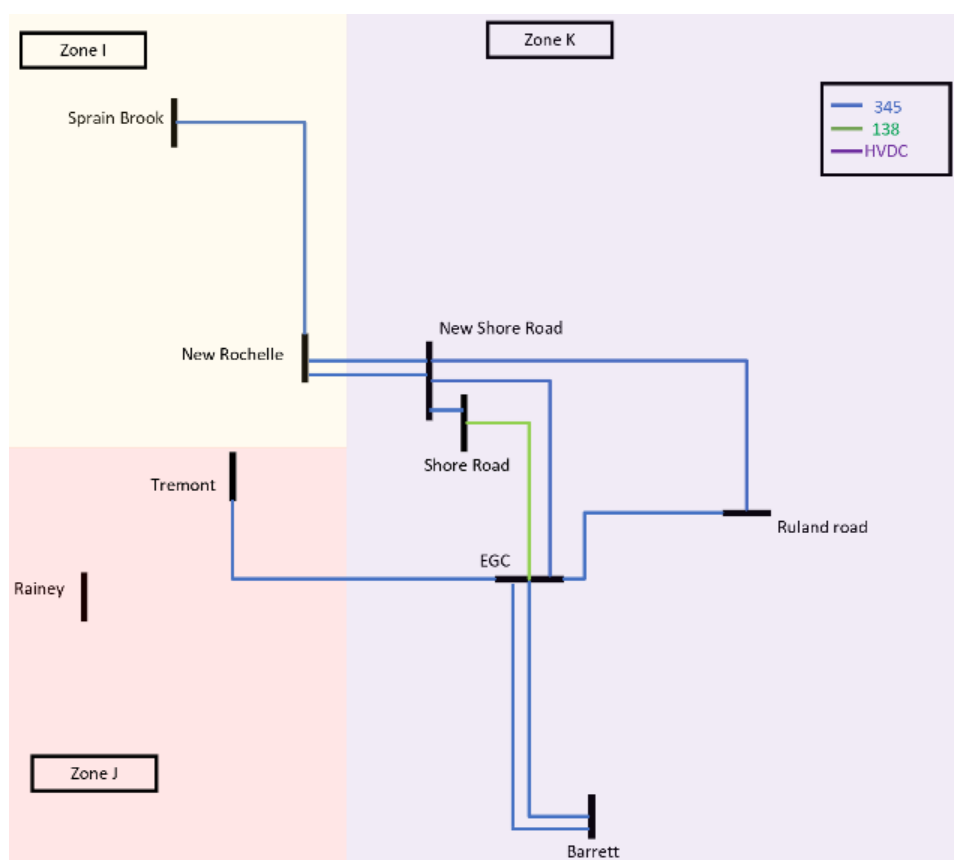 Zone I
Zone K
345
138
HVDC
Sprain Brook
New Shore Road
New Rochelle
Shore Road
Tremont
Ruland road
EGC
Rainey
Zone J
Barrett